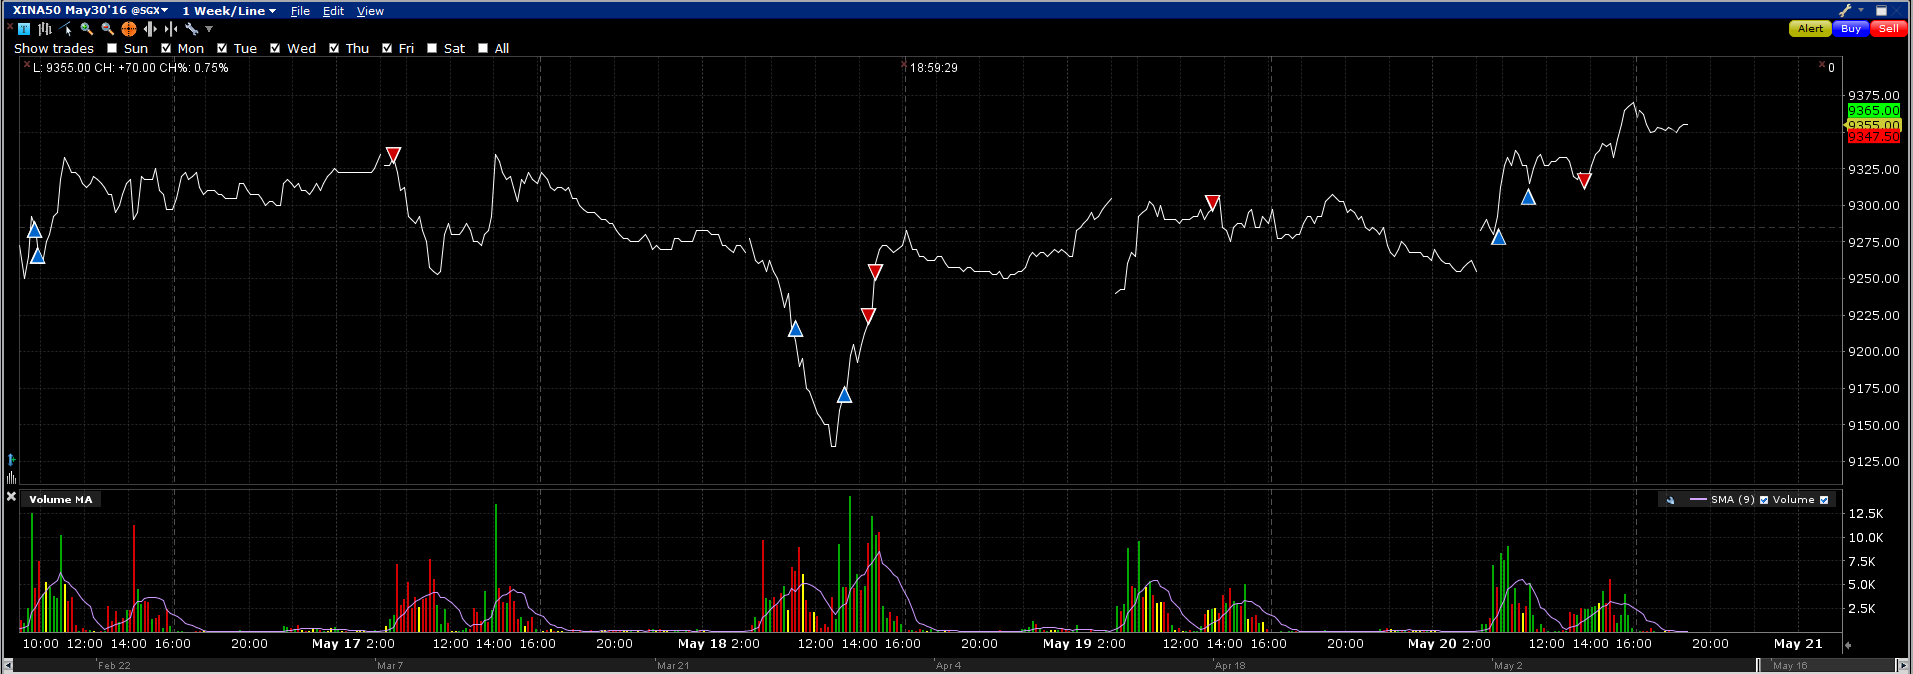 XINA50 May30'16 @SGX 1 Week/Line File Edit View
Alert Buy Sell
Show trades Sun Mon Tue Wed Thu Fri Sat All
L: 9355.00 CH: +70.00 CH%: 0.75% 18:59:29 0
9375.00
9365.00
9355.00
9347.50
9325.00
9300.00
9275.00
9250.00
9225.00
9200.00
9175.00
9150.00
9125.00
Volume MA SMA (9) Volume
12.5K
10.0K
7.5K
5.0K
2.5K
10:00 12:00 14:00 16:00 20:00 May 17 2:00 12:00 14:00 16:00 20:00 May 18 2:00 12:00 14:00 16:00 20:00 May 19 2:00 12:00 14:00 16:00 20:00 May 20 2:00 12:00 14:00 16:00 20:00 May 21
Feb 22 Mar 7 Mar 21 Apr 4 Apr 18 May 2 May 16